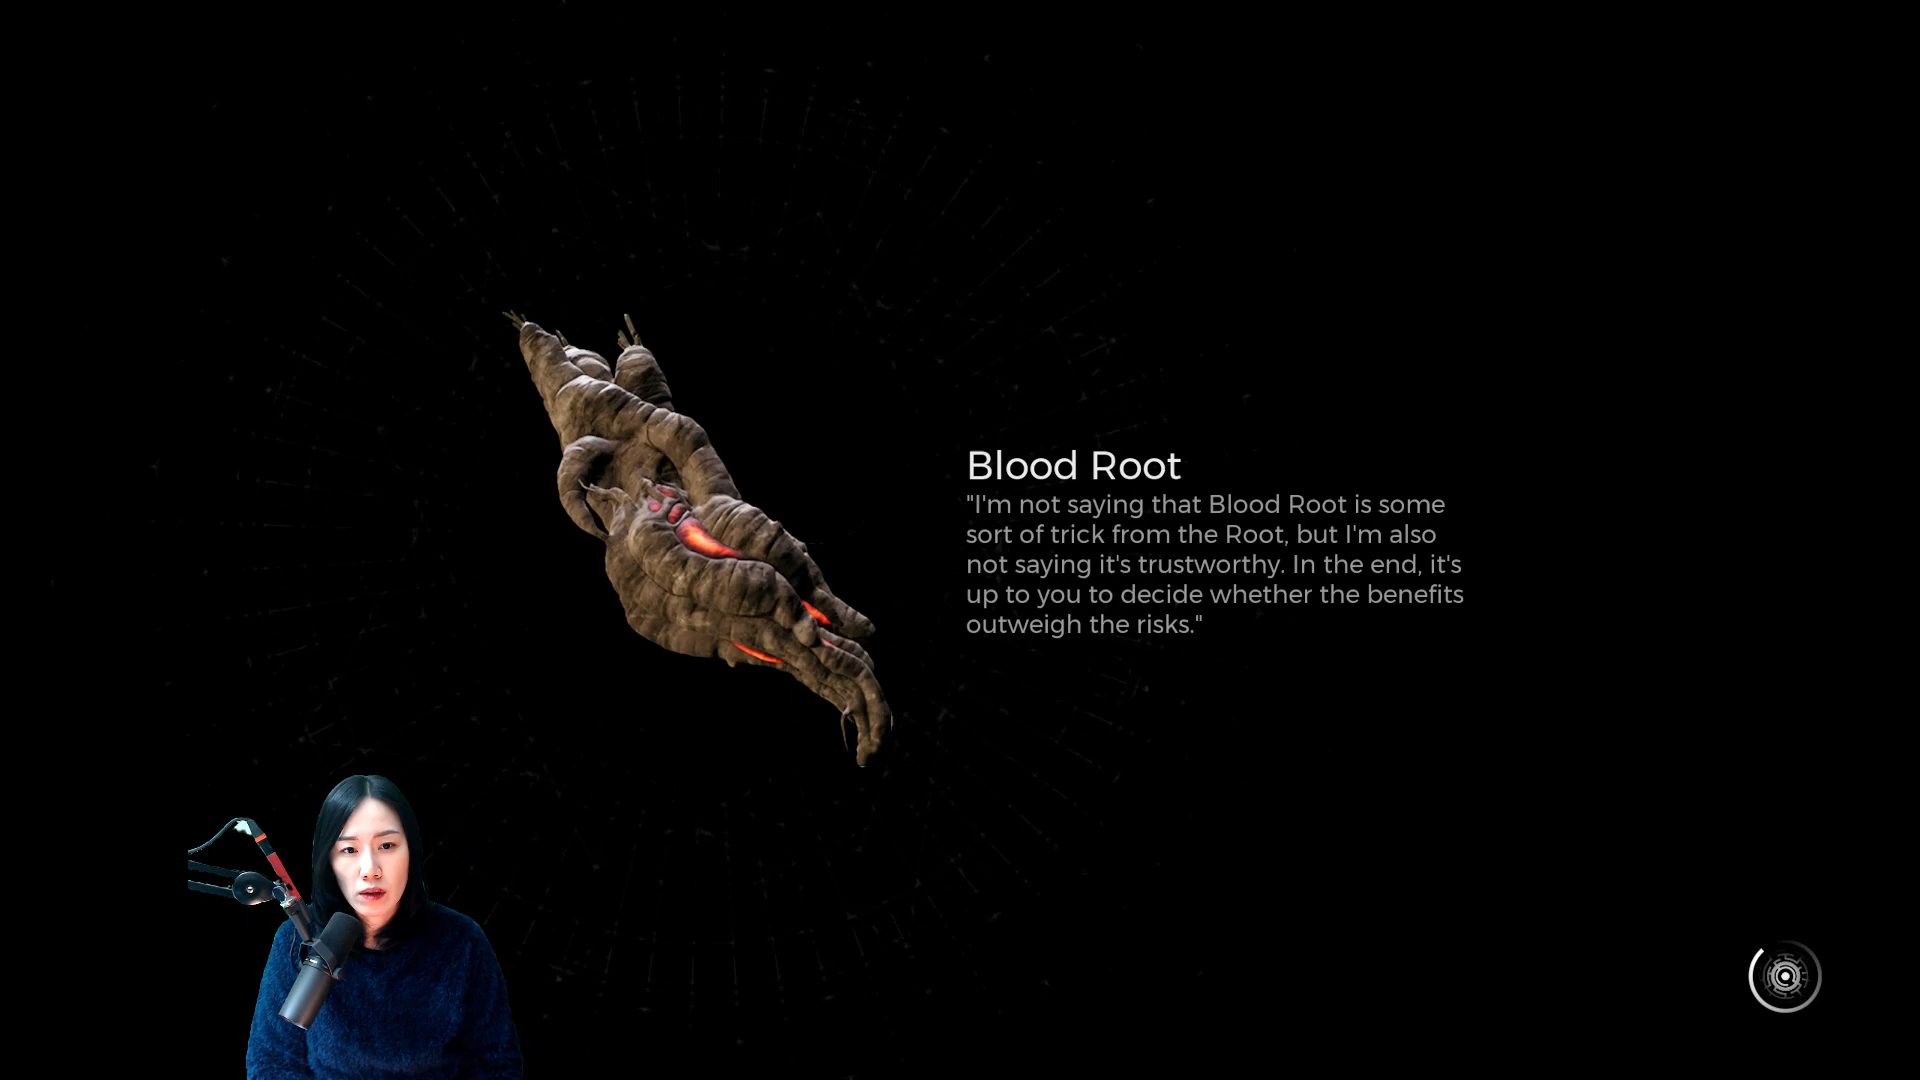 Blood Root
"I'm not saying that Blood Root is some
sort of trick from the Root, but I'm also
not saying it's trustworthy. In the end, it's
up to you to decide whether the benefits
outweigh the risks."